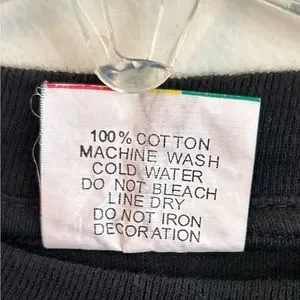 100% COTTON
MACHINE WASH
COLD WATER
DO NOT BLEACH
LINE DRY
DO NOT IRON
DECORATION